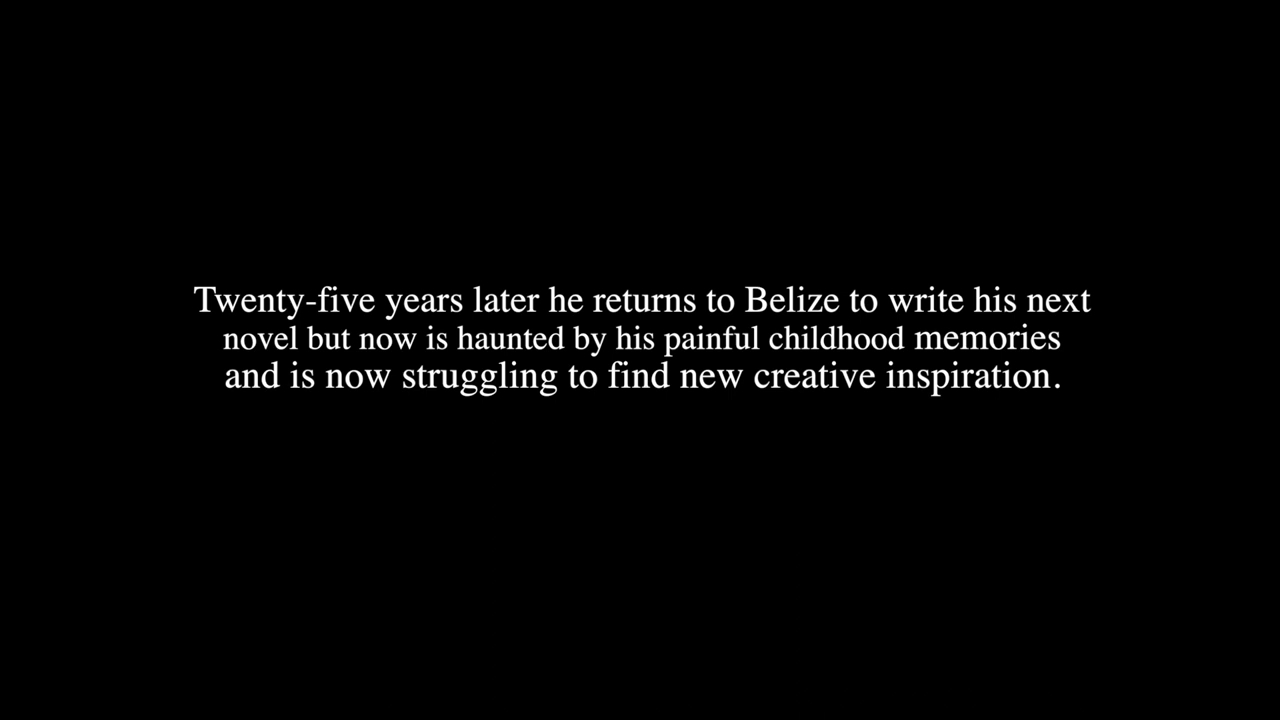 Twenty-five years later he returns to Belize to write his next
novel but now is haunted by his painful childhood memories
and is now struggling to find new creative inspiration.